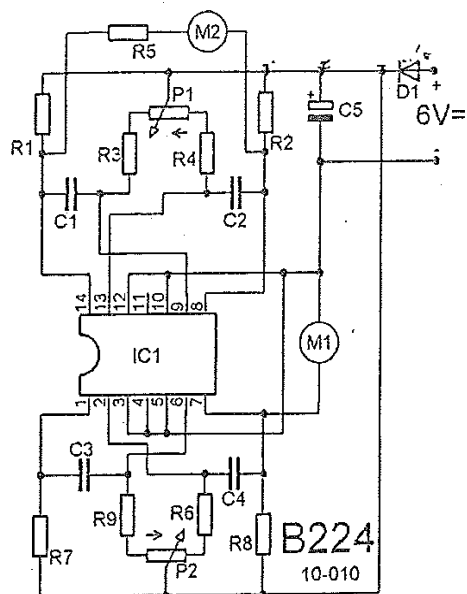 R5
M2
P1
D1
+
+
C5
6V=
-
R1
R3
R4
R2
C1
C2
14 13 12 11 10 9 8
IC1
M1
1 2 3 4 5 6 7
C3
C4
R9
R6
R7
R8
P2
B224
10-010